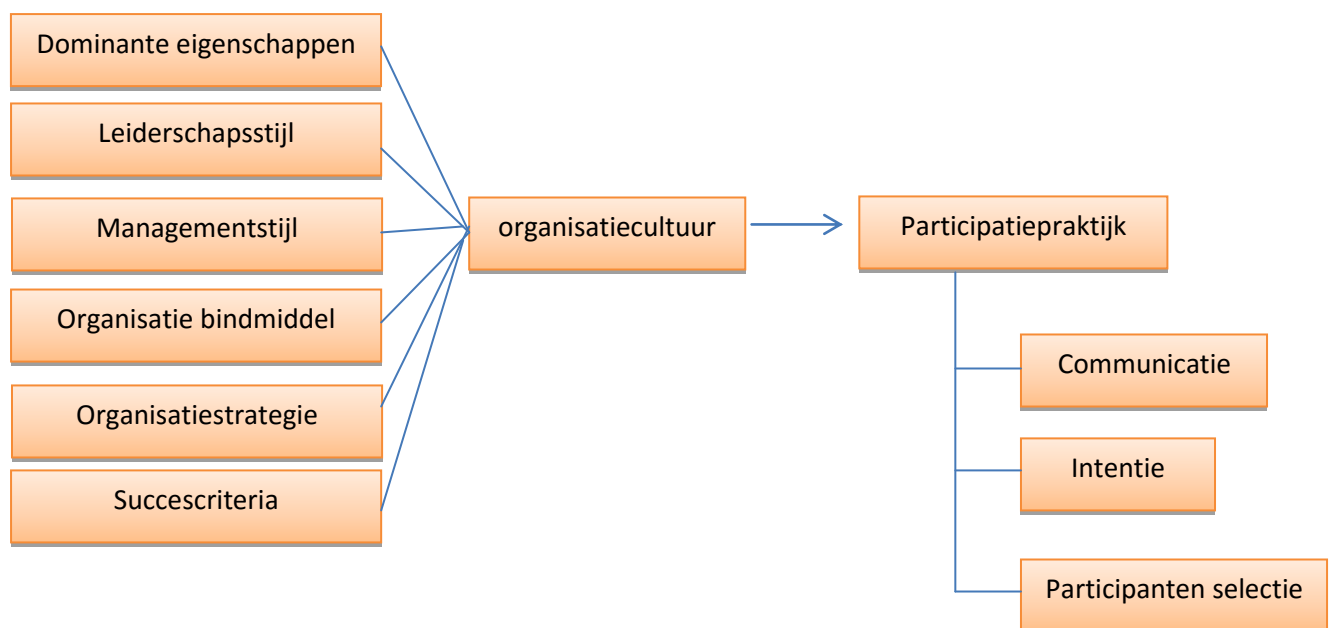 Dominante eigenschappen
Leiderschapsstijl
Managementstijl
Organisatie bindmiddel
Organisatiestrategie
Succescriteria
organisatiecultuur
Participatiepraktijk
Communicatie
Intentie
Participanten selectie